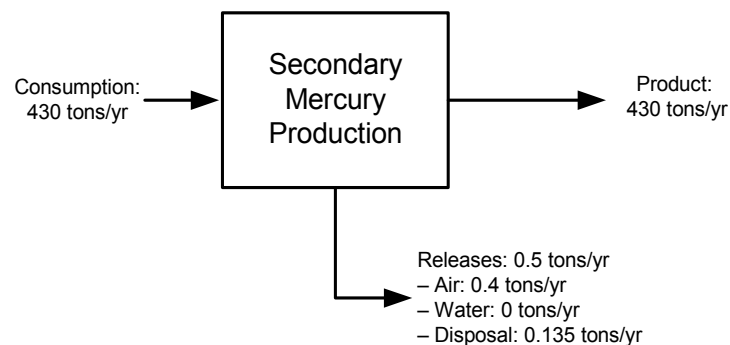 Consumption:
430 tons/yr
Secondary
Mercury
Production
Product:
430 tons/yr
Releases: 0.5 tons/yr
– Air: 0.4 tons/yr
– Water: 0 tons/yr
– Disposal: 0.135 tons/yr